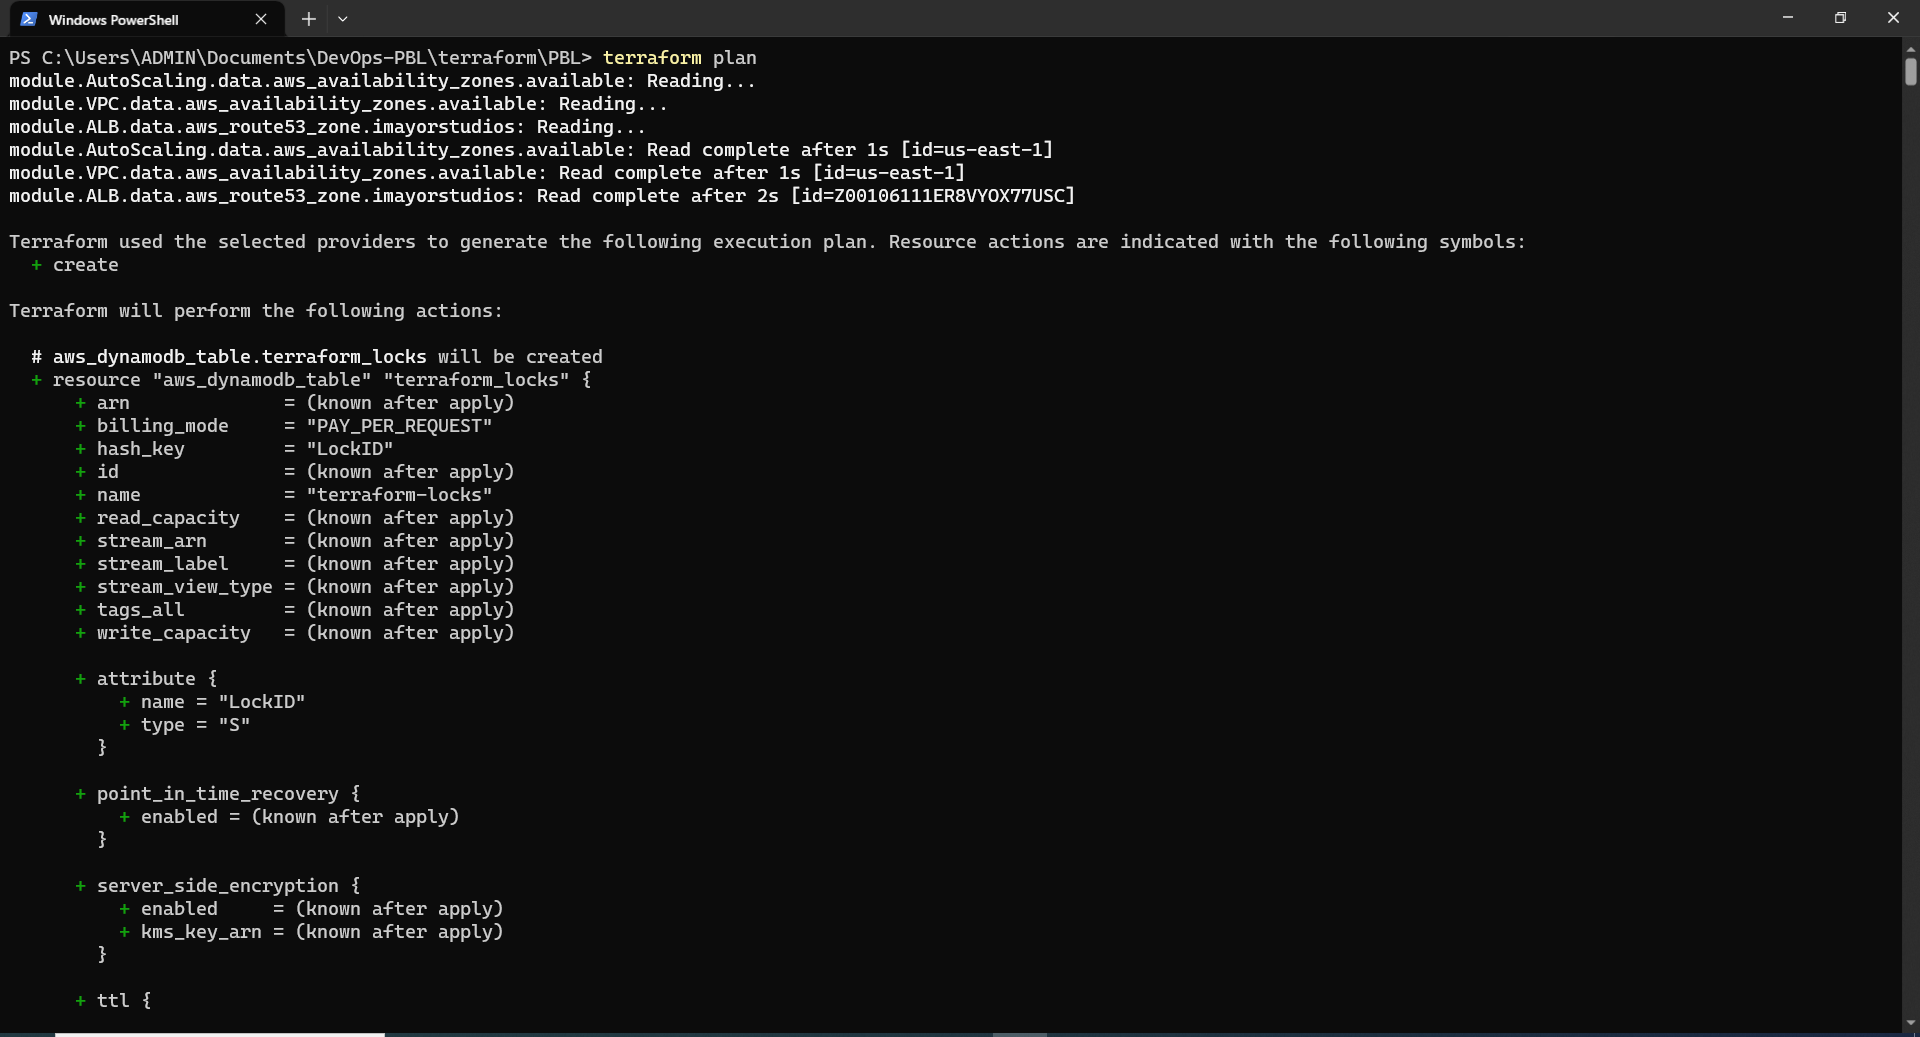 Windows PowerShell
PS C:\Users\ADMIN\Documents\DevOps-PBL\terraform\PBL> terraform plan
module.AutoScaling.data.aws_availability_zones.available: Reading...
module.VPC.data.aws_availability_zones.available: Reading...
module.ALB.data.aws_route53_zone.imayorstudios: Reading...
module.AutoScaling.data.aws_availability_zones.available: Read complete after 1s [id=us-east-1]
module.VPC.data.aws_availability_zones.available: Read complete after 1s [id=us-east-1]
module.ALB.data.aws_route53_zone.imayorstudios: Read complete after 2s [id=Z00106111ER8VYOX77USC]

Terraform used the selected providers to generate the following execution plan. Resource actions are indicated with the following symbols:
  + create

Terraform will perform the following actions:

  # aws_dynamodb_table.terraform_locks will be created
  + resource "aws_dynamodb_table" "terraform_locks" {
      + arn              = (known after apply)
      + billing_mode     = "PAY_PER_REQUEST"
      + hash_key         = "LockID"
      + id               = (known after apply)
      + name             = "terraform-locks"
      + read_capacity    = (known after apply)
      + stream_arn       = (known after apply)
      + stream_label     = (known after apply)
      + stream_view_type = (known after apply)
      + tags_all         = (known after apply)
      + write_capacity   = (known after apply)

      + attribute {
          + name = "LockID"
          + type = "S"
        }

      + point_in_time_recovery {
          + enabled = (known after apply)
        }

      + server_side_encryption {
          + enabled     = (known after apply)
          + kms_key_arn = (known after apply)
        }

      + ttl {